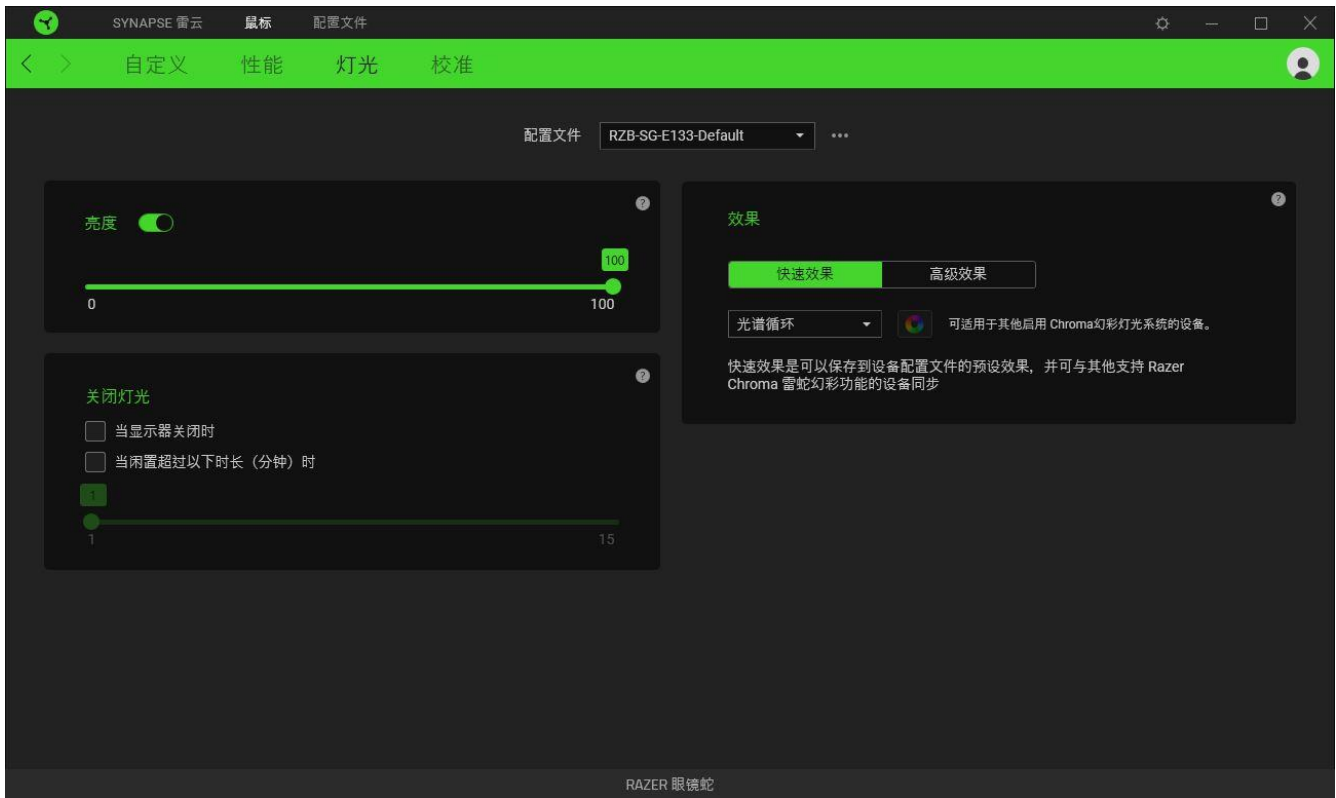 SYNAPSE 雷云 鼠标 配置文件
自定义 性能 灯光 校准
配置文件 RZB-SG-E133-Default
亮度
100
0 100
关闭灯光
当显示器关闭时
当闲置超过以下时长（分钟）时
1
1 15
效果
快速效果 高级效果
光谱循环 可适用于其他启用 Chroma幻彩灯光系统的设备。
快速效果是可以保存到设备配置文件的预设效果，并可与其他支持 Razer
Chroma 雷蛇幻彩功能的设备同步
RAZER 眼镜蛇